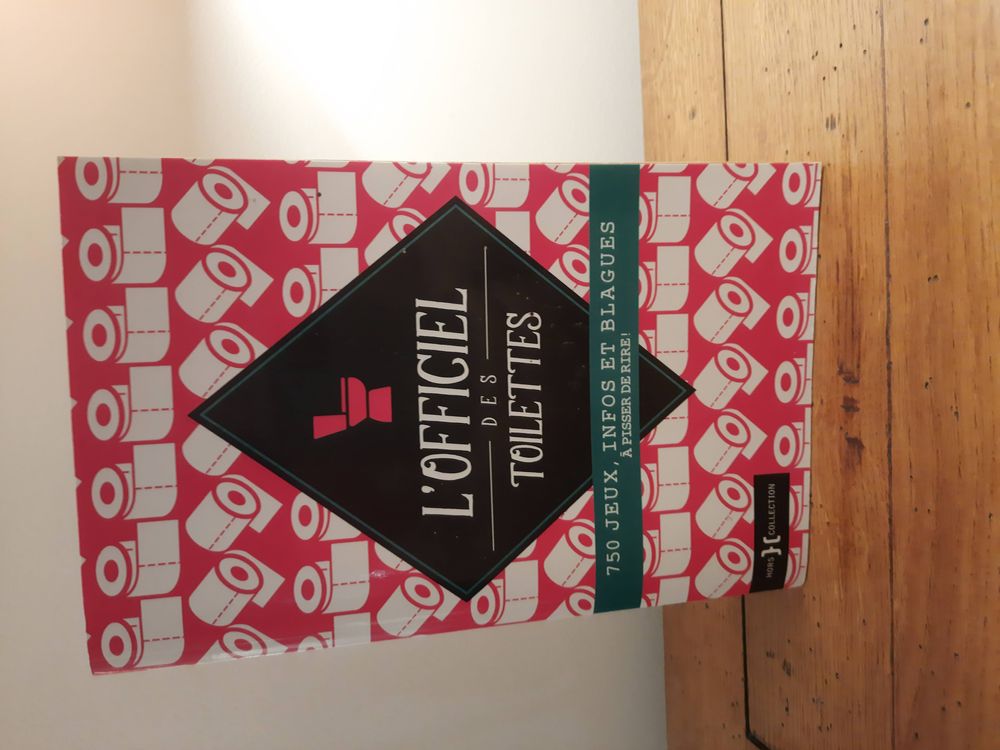 L'OFFICIEL
DES
TOILETTES
750 JEUX, INFOS ET BLAGUES
À PISSER DE RIRE!
HORS COLLECTION